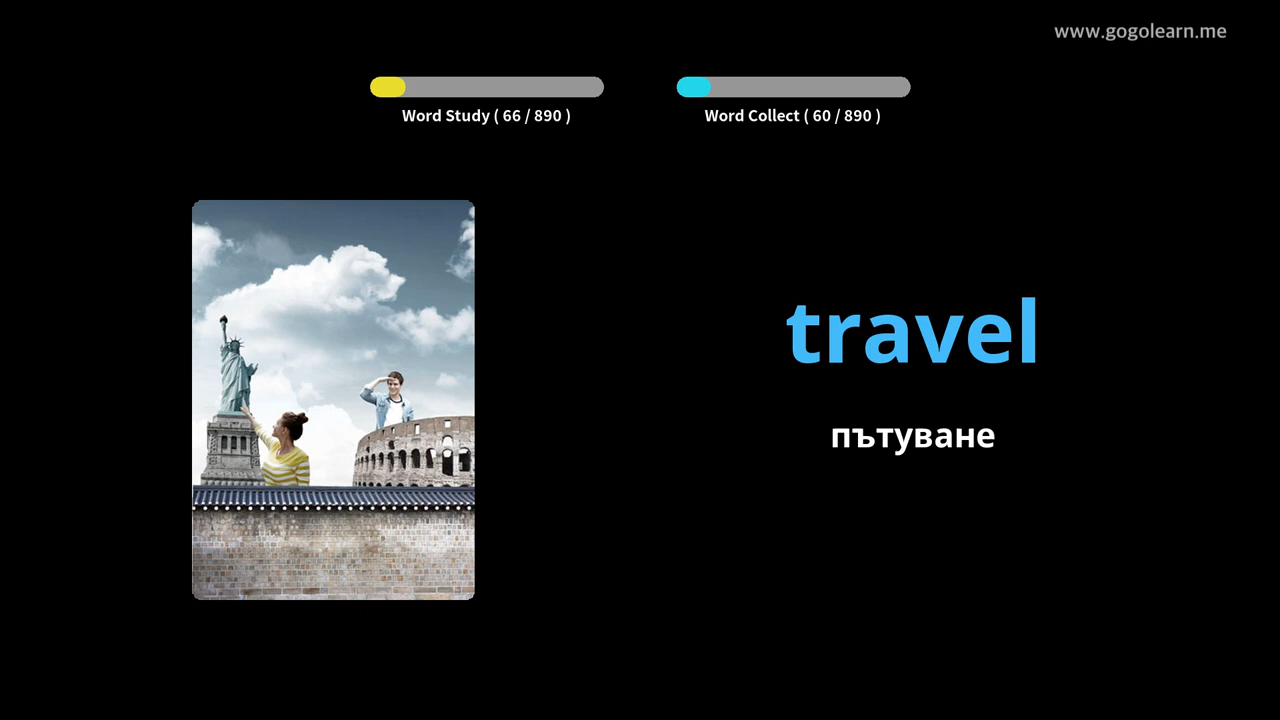 www.gogolearn.me
Word Study ( 66 / 890 )
Word Collect ( 60 / 890 )
travel
пътуване